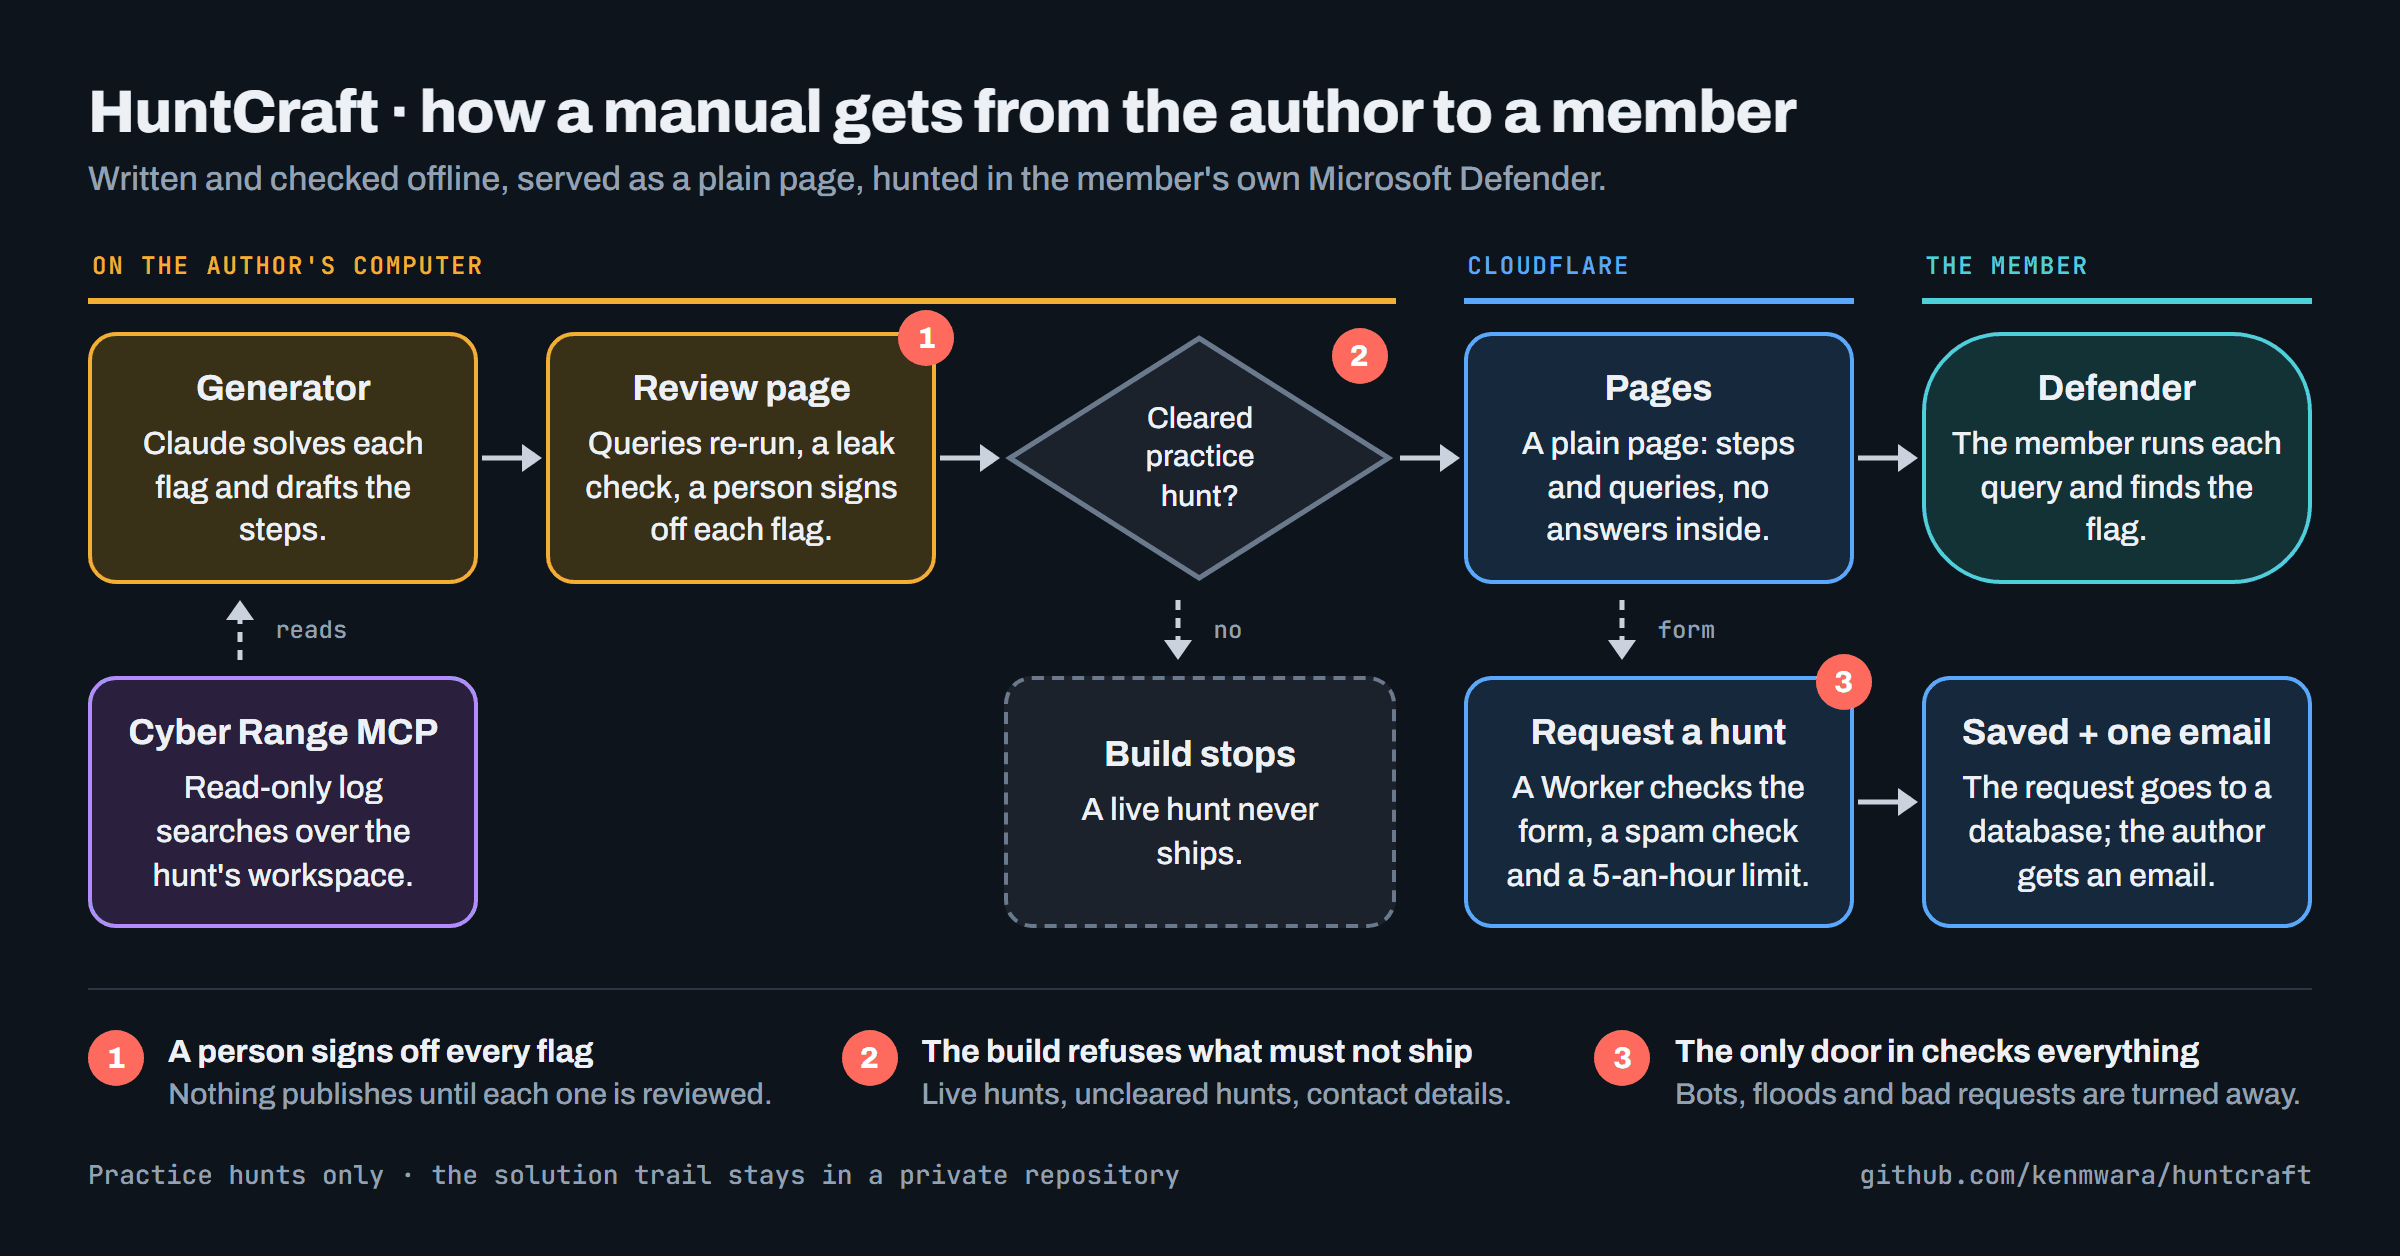 HuntCraft · how a manual gets from the author to a member
Written and checked offline, served as a plain page, hunted in the member's own Microsoft Defender.
ON THE AUTHOR'S COMPUTER
CLOUDFLARE
THE MEMBER
Generator
Claude solves each
flag and drafts the
steps.
1
Review page
Queries re-run, a leak
check, a person signs
off each flag.
2
Cleared
practice
hunt?
Pages
A plain page: steps
and queries, no
answers inside.
Defender
The member runs each
query and finds the
flag.
reads
no
form
Cyber Range MCP
Read-only log
searches over the
hunt's workspace.
Build stops
A live hunt never
ships.
3
Request a hunt
A Worker checks the
form, a spam check
and a 5-an-hour limit.
Saved + one email
The request goes to a
database; the author
gets an email.
1
A person signs off every flag
Nothing publishes until each one is reviewed.
2
The build refuses what must not ship
Live hunts, uncleared hunts, contact details.
3
The only door in checks everything
Bots, floods and bad requests are turned away.
Practice hunts only · the solution trail stays in a private repository
github.com/kenmwara/huntcraft